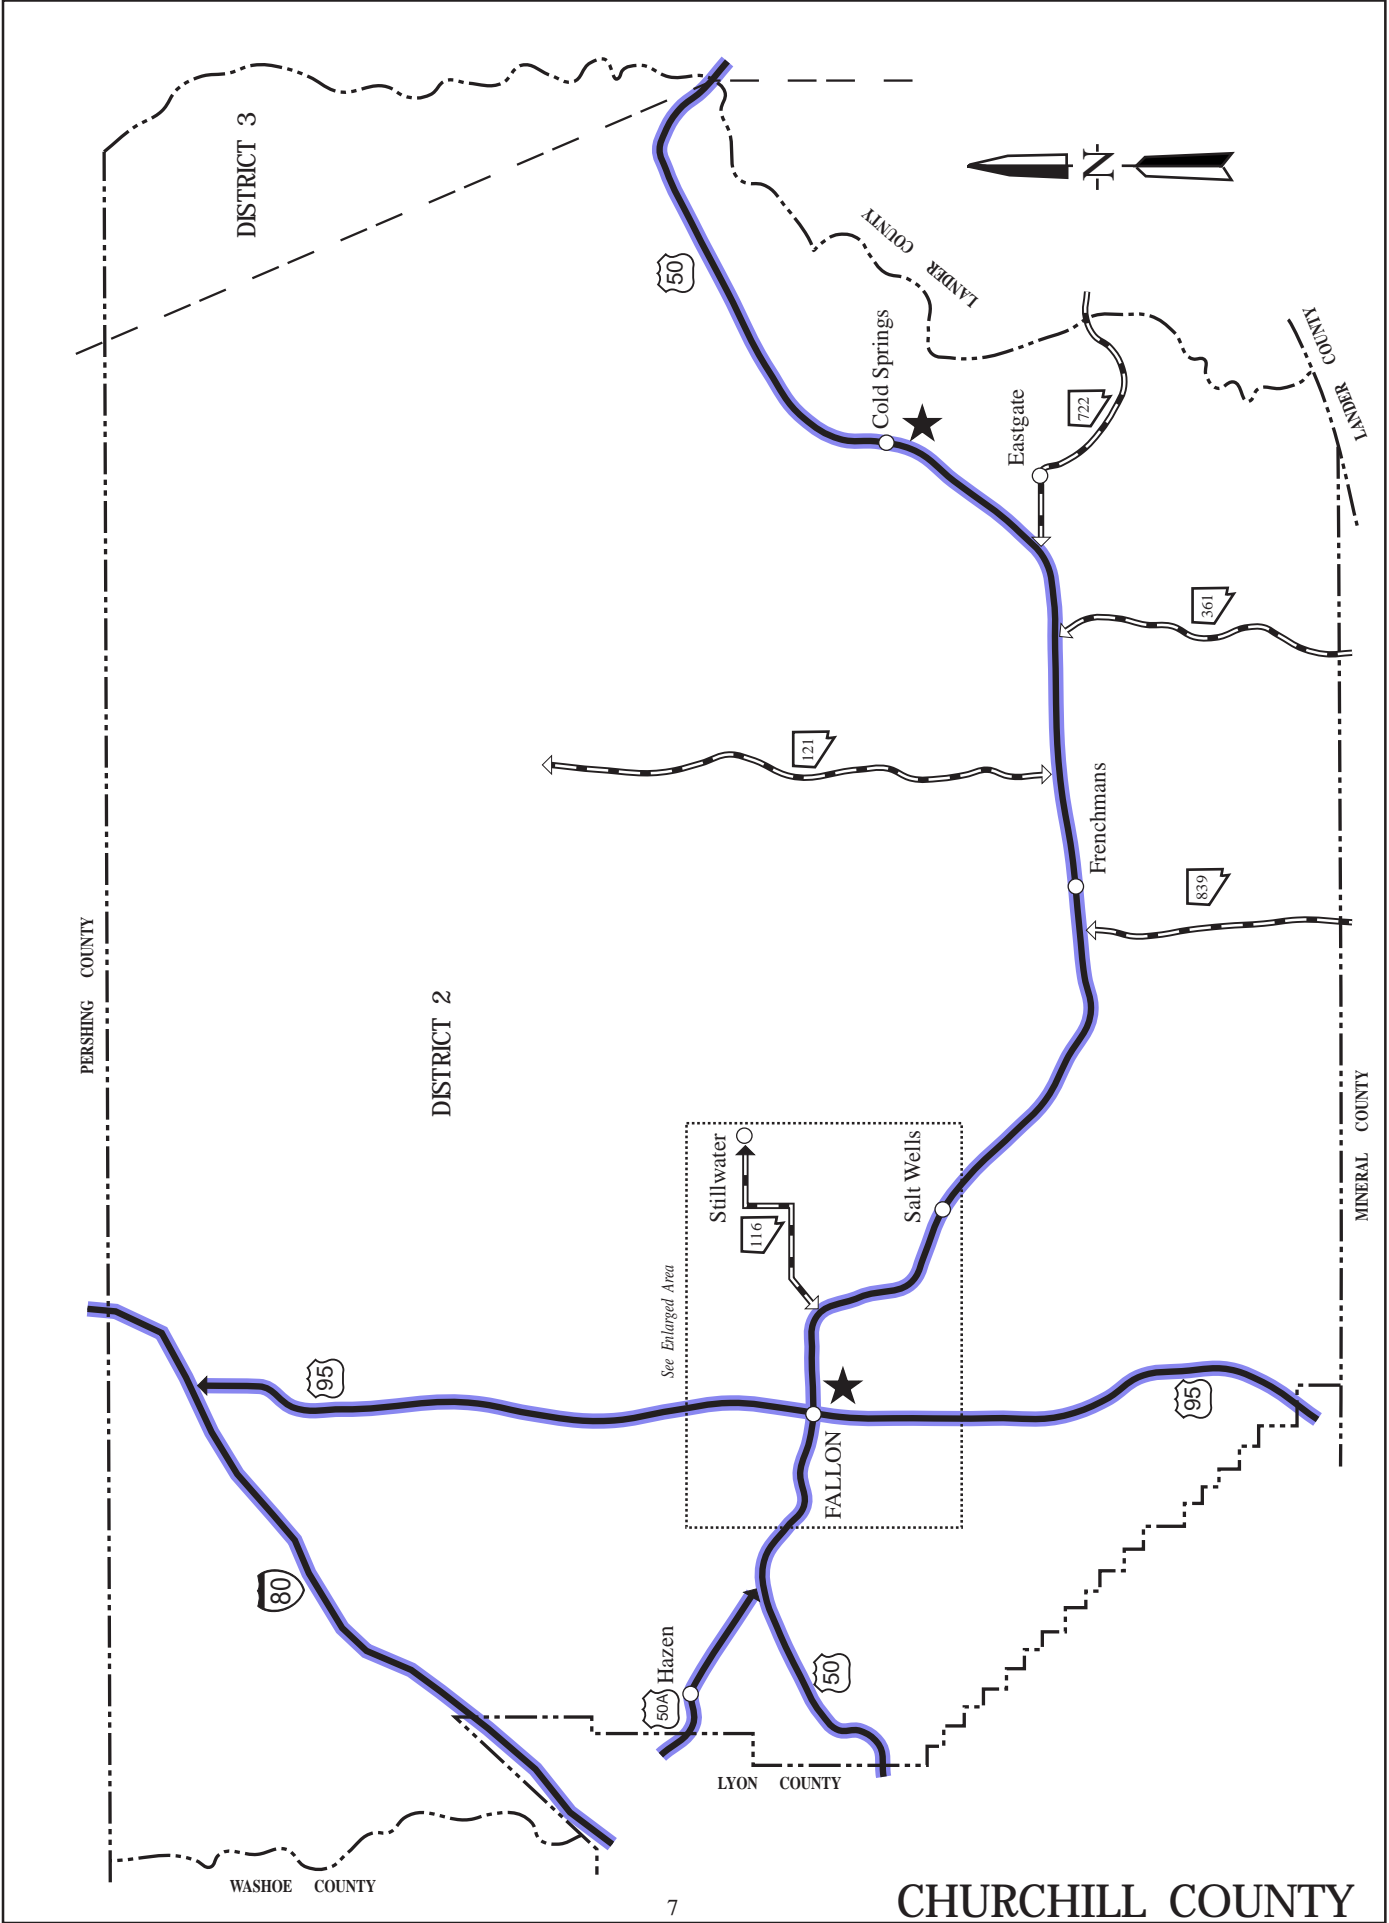 DISTRICT 3
50
LANDER COUNTY
Cold Springs
Eastgate
722
LANDER COUNTY
N
361
121
Frenchmans
839
PERSHING COUNTY
DISTRICT 2
MINERAL COUNTY
Stillwater
116
Salt Wells
See Enlarged Area
95
FALLON
95
80
Hazen
50A
50
LYON COUNTY
WASHOE COUNTY
7
CHURCHILL COUNTY